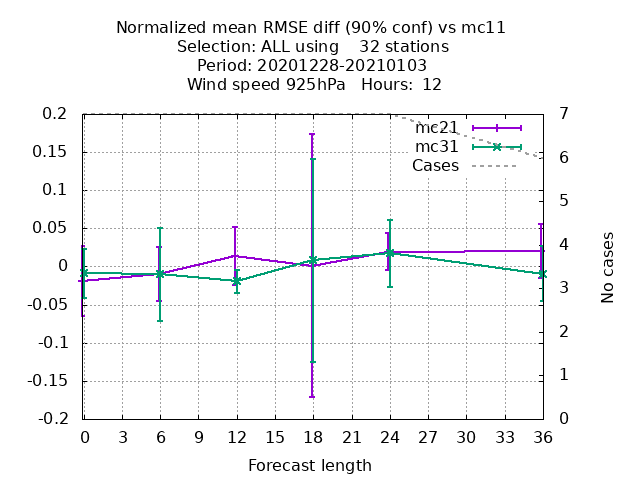 Normalized mean RMSE diff (90% conf) vs mc11
Selection: ALL using    32 stations
Period: 20201228-20210103
Wind speed 925hPa   Hours:  12
mc21
mc31
Cases
0.2
0.15
0.1
0.05
0
-0.05
-0.1
-0.15
-0.2
7
6
5
4
3
2
1
0
No cases
0 3 6 9 12 15 18 21 24 27 30 33 36
Forecast length